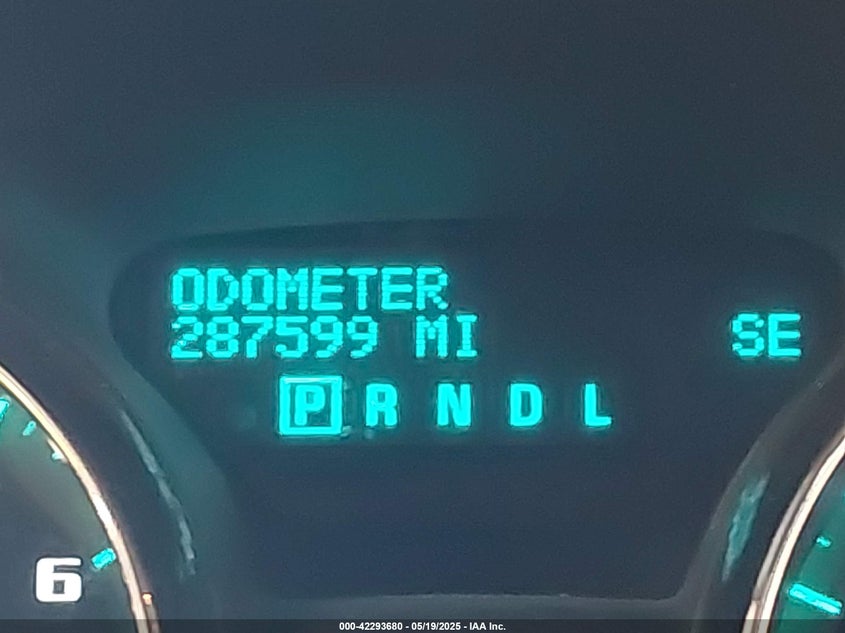 ODOMETER
287599 MI SE
P R N D L
6
000-42293680 - 05/19/2025 - IAA Inc.